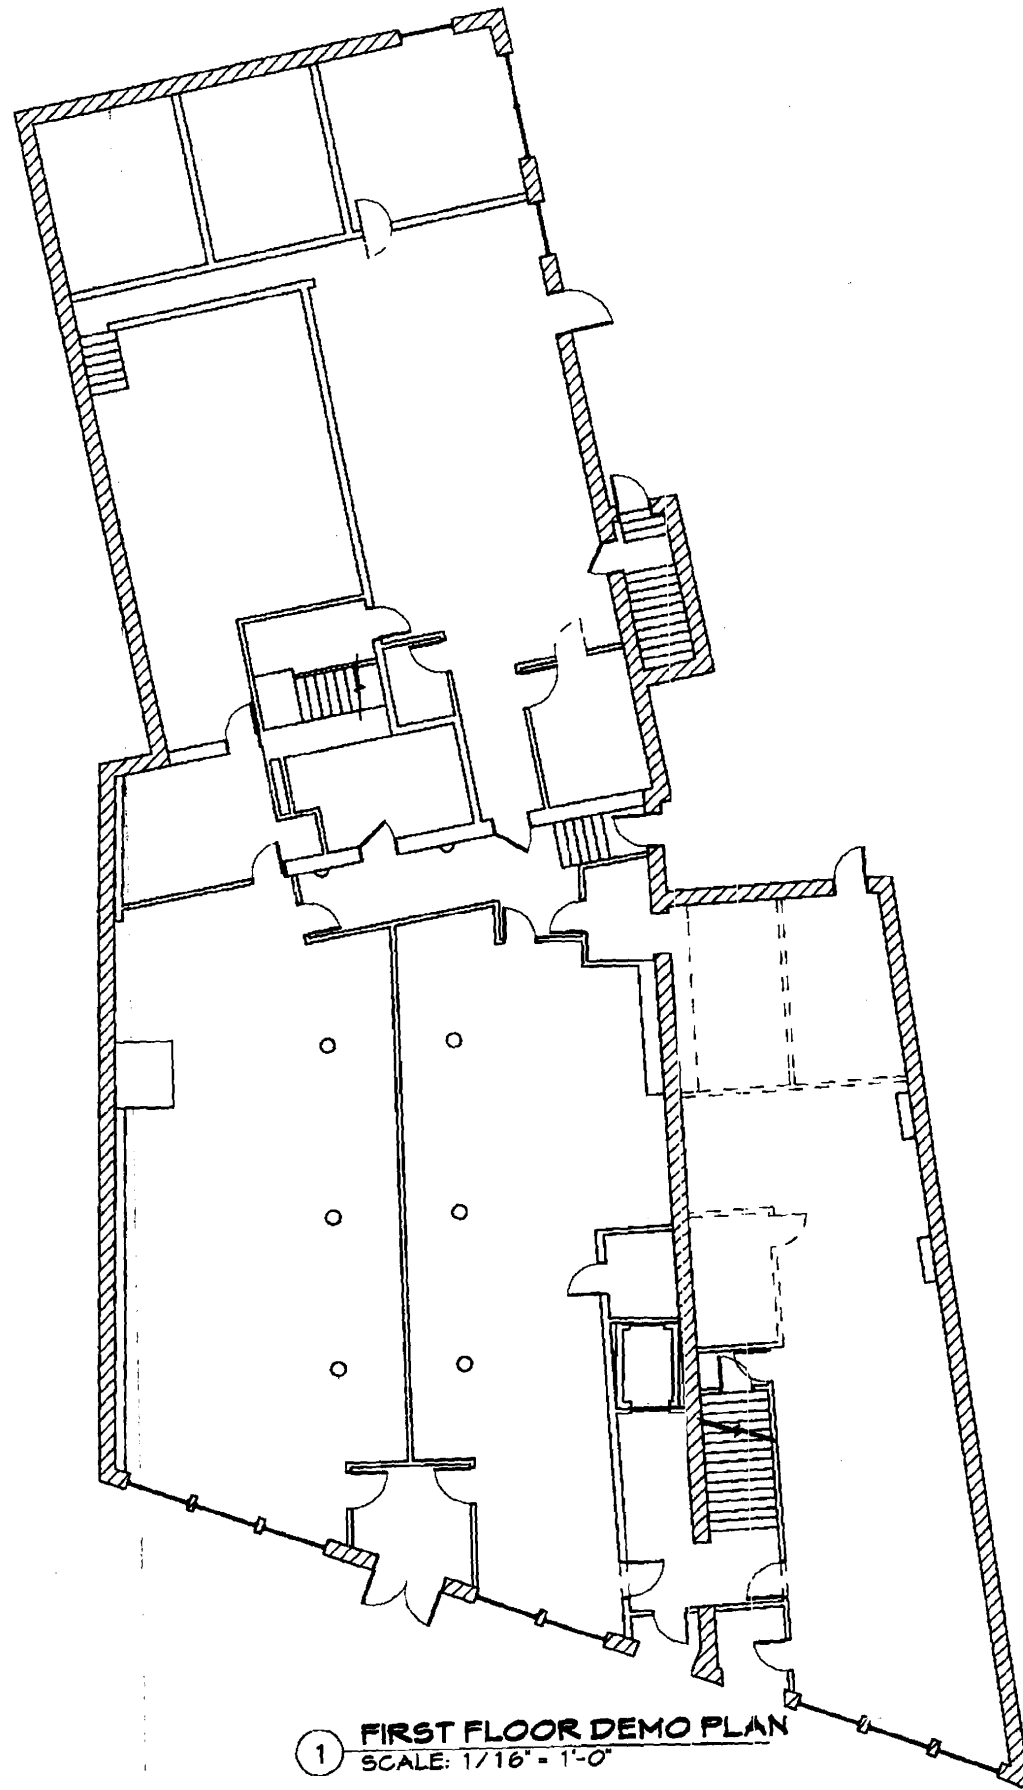 1
FIRST FLOOR DEMO PLAN
SCALE: 1/16" = 1'-0"